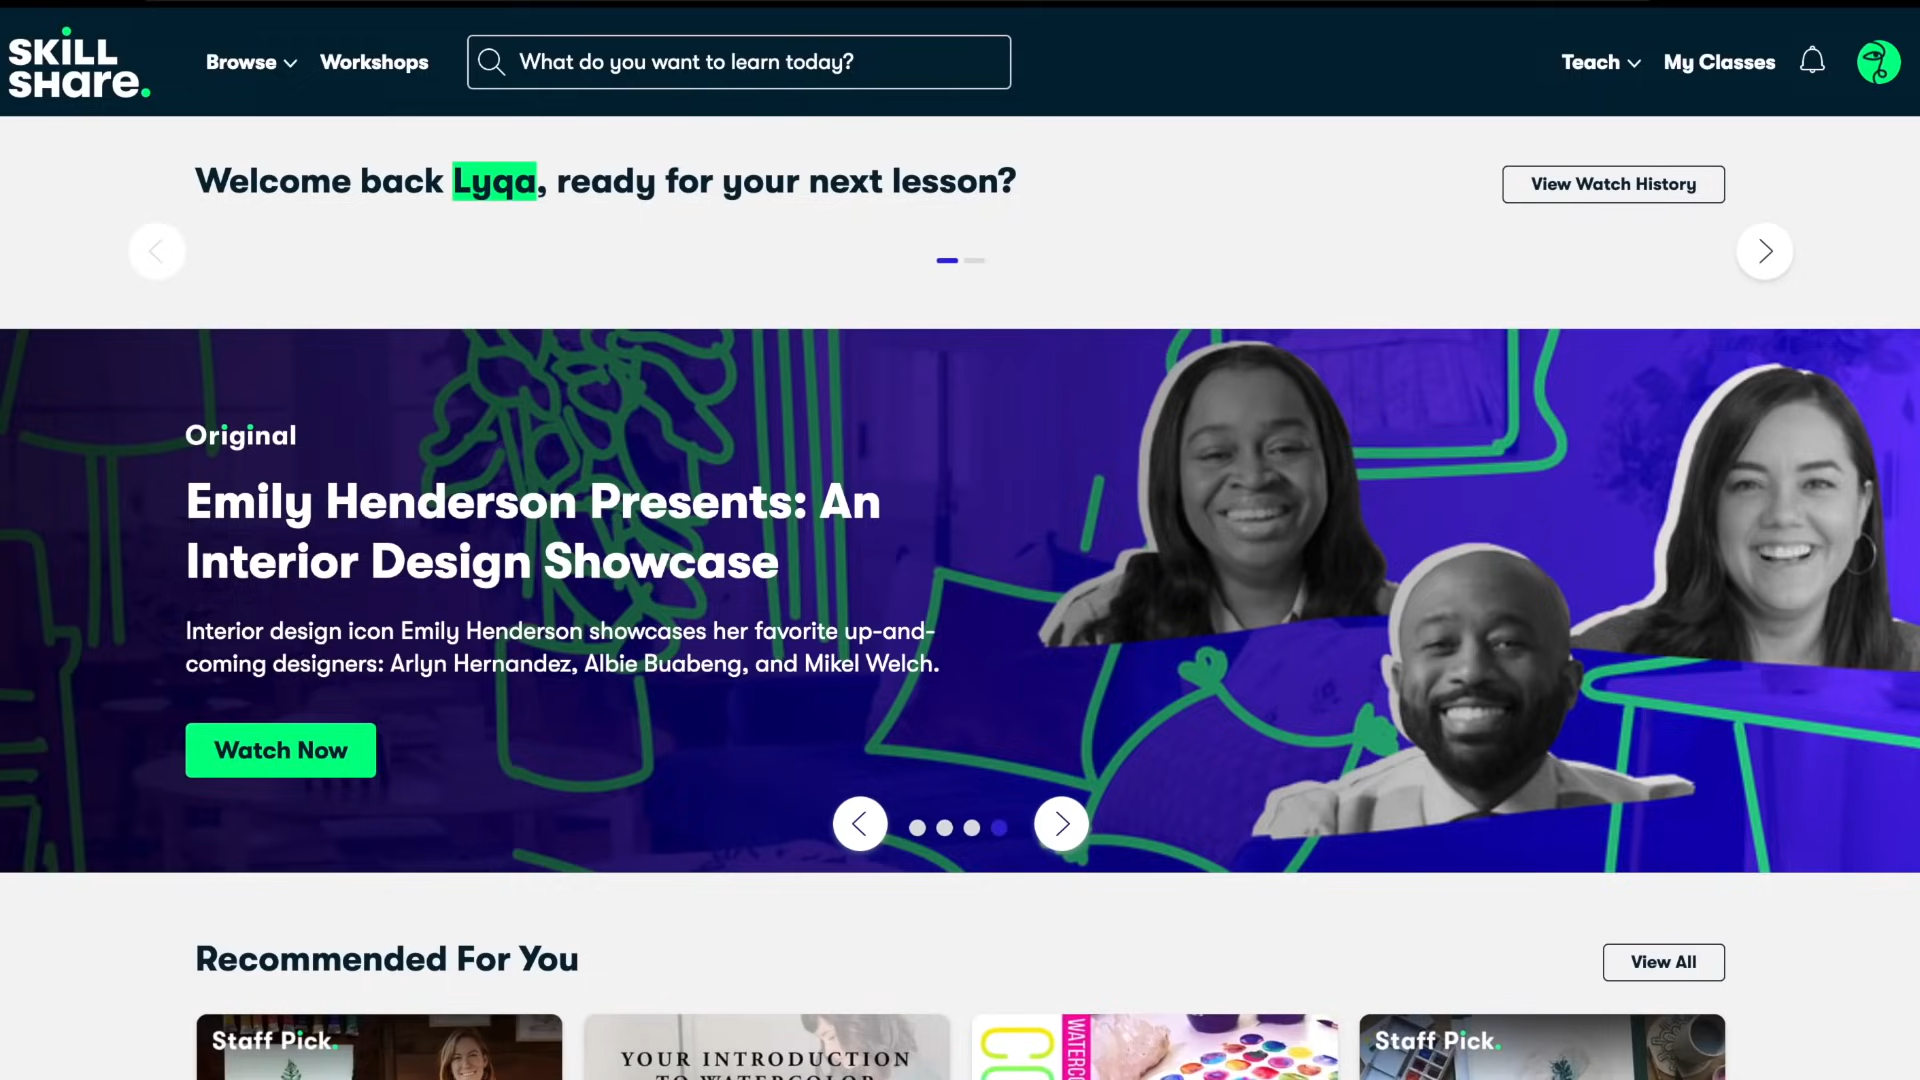 SKiLL
SHare.
Browse
Workshops
What do you want to learn today?
Teach
My Classes
Welcome back Lyqa, ready for your next lesson?
View Watch History
Original
Emily Henderson Presents: An
Interior Design Showcase
Interior design icon Emily Henderson showcases her favorite up-and-
coming designers: Arlyn Hernandez, Albie Buabeng, and Mikel Welch.
Watch Now
Recommended For You
View All
Staff Pick.
YOUR INTRODUCTION
TO WATERCOLOR
Staff Pick.